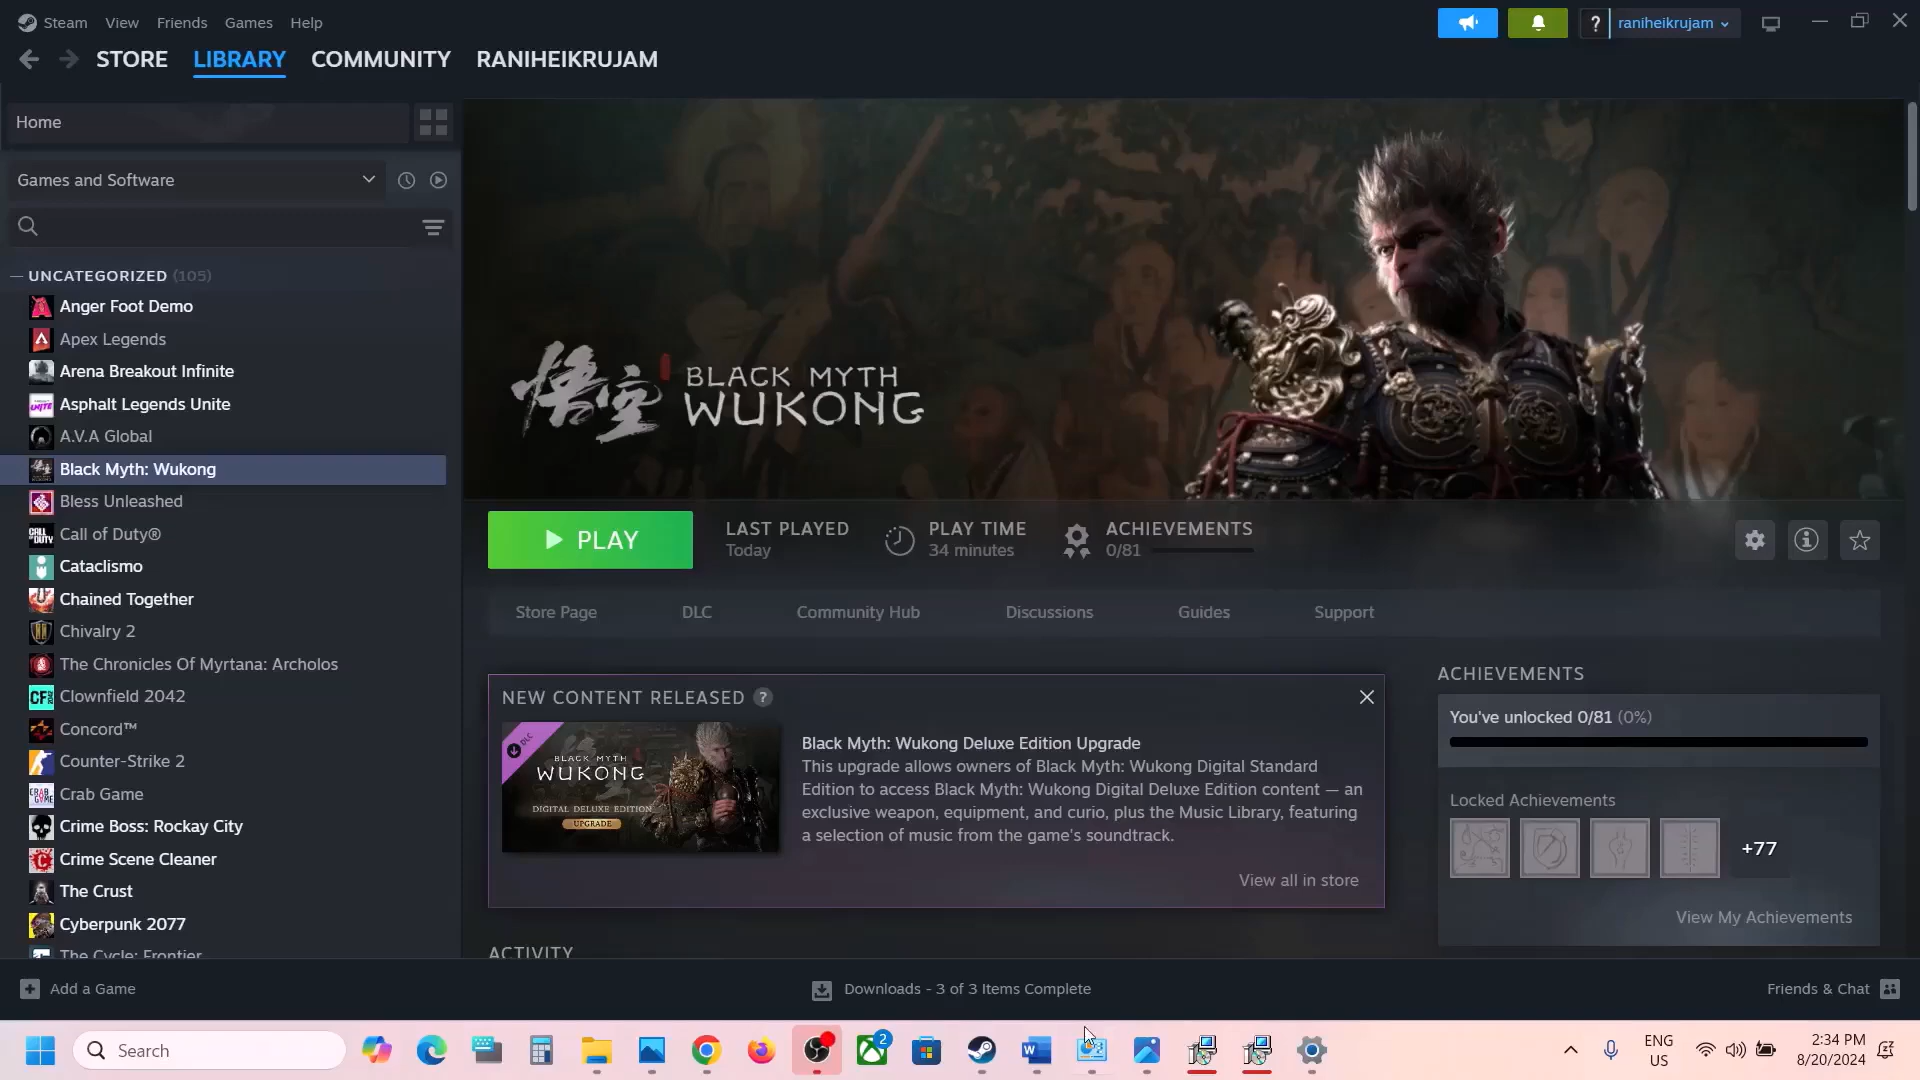 Steam View Friends Games Help
? raniheikrujam
STORE LIBRARY COMMUNITY RANIHEIKRUJAM
Home
Games and Software
UNCATEGORIZED (105)
Anger Foot Demo
Apex Legends
Arena Breakout Infinite
Asphalt Legends Unite
A.V.A Global
Black Myth: Wukong
Bless Unleashed
Call of Duty®
Cataclismo
Chained Together
Chivalry 2
The Chronicles Of Myrtana: Archolos
Clownfield 2042
Concord™
Counter-Strike 2
Crab Game
Crime Boss: Rockay City
Crime Scene Cleaner
The Crust
Cyberpunk 2077
The Cycle: Frontier
悟空 BLACK MYTH
WUKONG
PLAY
LAST PLAYED
Today
PLAY TIME
34 minutes
ACHIEVEMENTS
0/81
Store Page DLC Community Hub Discussions Guides Support
NEW CONTENT RELEASED ?
DLC
BLACK MYTH
WUKONG
DIGITAL DELUXE EDITION
UPGRADE
Black Myth: Wukong Deluxe Edition Upgrade
This upgrade allows owners of Black Myth: Wukong Digital Standard
Edition to access Black Myth: Wukong Digital Deluxe Edition content — an
exclusive weapon, equipment, and curio, plus the Music Library, featuring
a selection of music from the game's soundtrack.
View all in store
ACTIVITY
ACHIEVEMENTS
You've unlocked 0/81 (0%)
Locked Achievements
+77
View My Achievements
Add a Game
Downloads - 3 of 3 Items Complete
Friends & Chat
Search
2
ENG
US
2:34 PM
8/20/2024